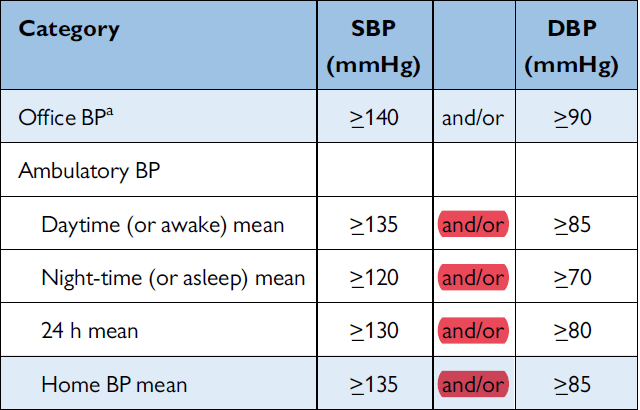 Category SBP (mmHg) DBP (mmHg)
Office BPa ≥140 and/or ≥90
Ambulatory BP
Daytime (or awake) mean ≥135 and/or ≥85
Night-time (or asleep) mean ≥120 and/or ≥70
24 h mean ≥130 and/or ≥80
Home BP mean ≥135 and/or ≥85